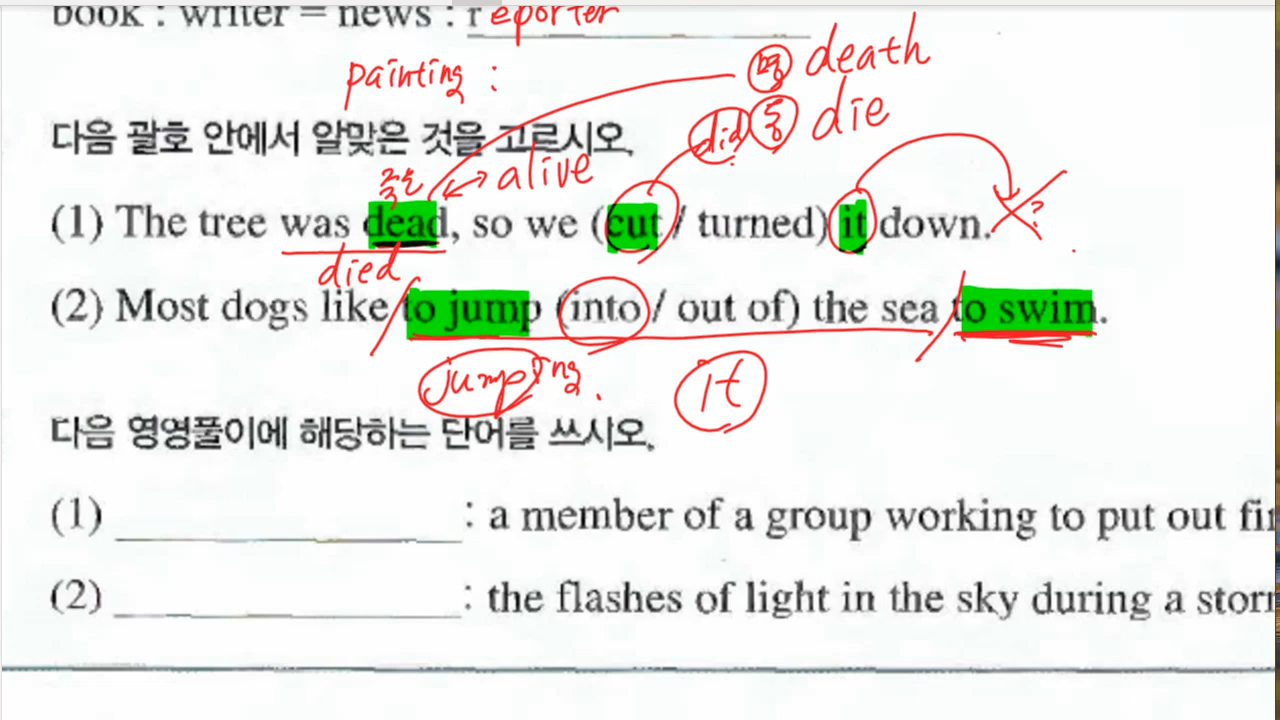 book : writer = news : reporter
painting :
명 death
did 동 die
다음 괄호 안에서 알맞은 것을 고르시오.
죽은 ↔ alive
(1) The tree was dead, so we (cut / turned) it down. ?
died
(2) Most dogs like / to jump (into / out of) the sea / to swim.
jumping. it
다음 영영풀이에 해당하는 단어를 쓰시오.
(1) : a member of a group working to put out
(2) : the flashes of light in the sky during a